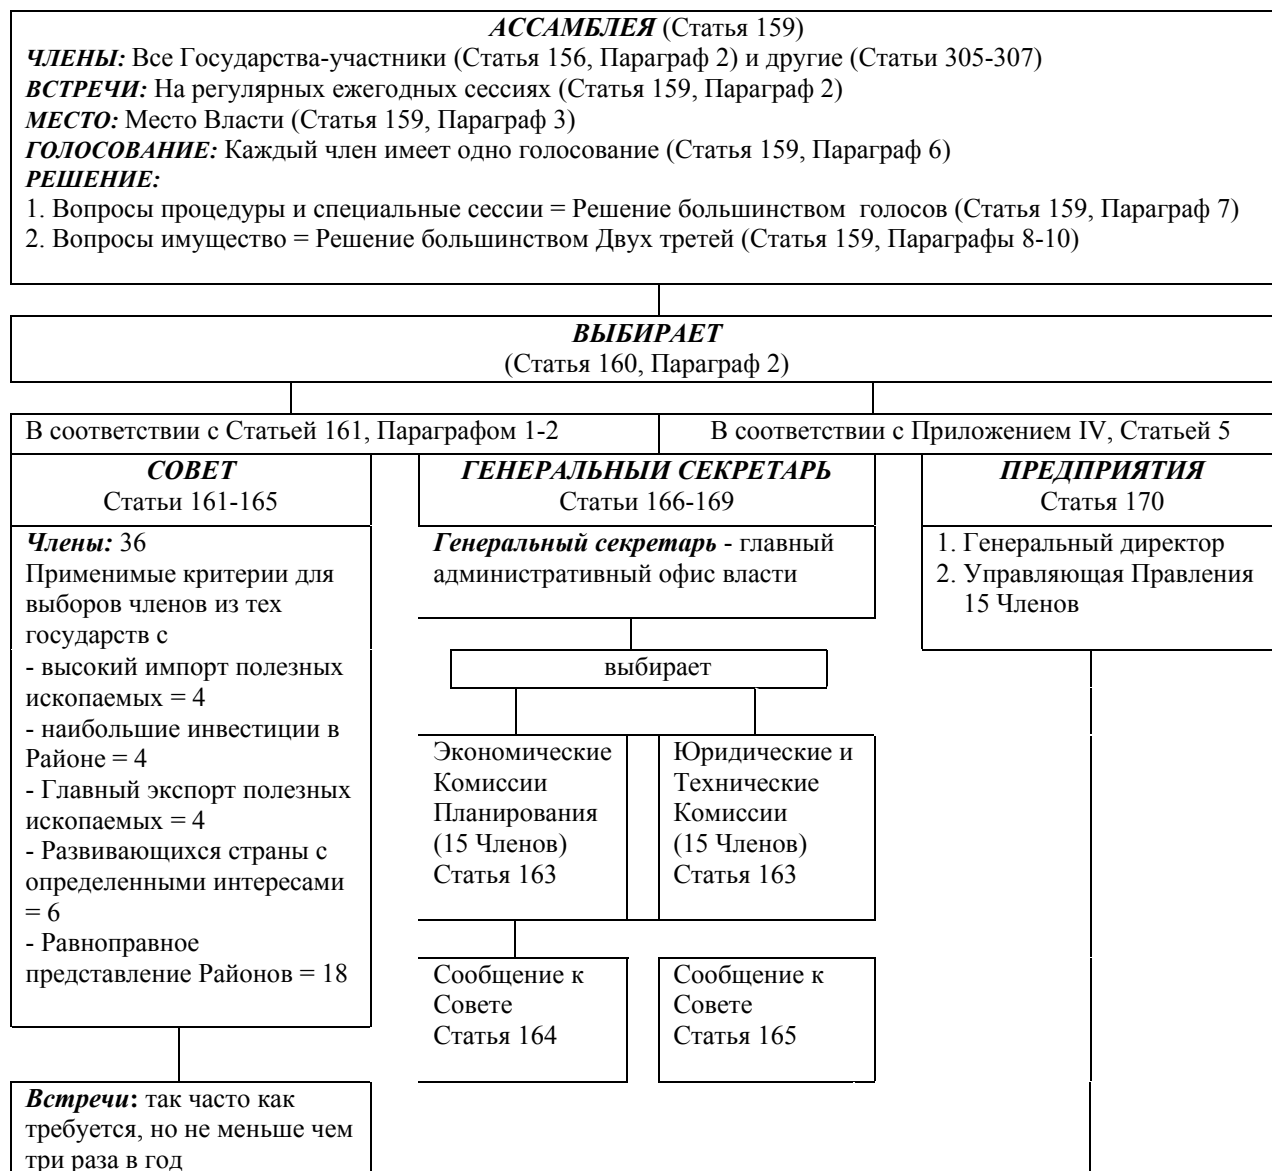 АССАМБЛЕЯ (Статья 159)
ЧЛЕНЫ: Все Государства-участники (Статья 156, Параграф 2) и другие (Статьи 305-307)
ВСТРЕЧИ: На регулярных ежегодных сессиях (Статья 159, Параграф 2)
МЕСТО: Место Власти (Статья 159, Параграф 3)
ГОЛОСОВАНИЕ: Каждый член имеет одно голосование (Статья 159, Параграф 6)
РЕШЕНИЕ:
1. Вопросы процедуры и специальные сессии = Решение большинством голосов (Статья 159, Параграф 7)
2. Вопросы имущество = Решение большинством Двух третей (Статья 159, Параграфы 8-10)
ВЫБИРАЕТ
(Статья 160, Параграф 2)
В соответствии с Статьей 161, Параграфом 1-2
В соответствии с Приложением IV, Статьей 5
СОВЕТ
Статьи 161-165
Члены: 36
Применимые критерии для
выборов членов из тех
государств с
- высокий импорт полезных
ископаемых = 4
- наибольшие инвестиции в
Районе = 4
- Главный экспорт полезных
ископаемых = 4
- Развивающихся страны с
определенными интересами
= 6
- Равноправное
представление Районов = 18
Встречи: так часто как
требуется, но не меньше чем
три раза в год
ГЕНЕРАЛЬНЫЙ СЕКРЕТАРЬ
Статьи 166-169
Генеральный секретарь - главный
административный офис власти
выбирает
Экономические
Комиссии
Планирования
(15 Членов)
Статья 163
Юридические и
Технические
Комиссии
(15 Членов)
Статья 163
Сообщение к
Совете
Статья 164
Сообщение к
Совете
Статья 165
ПРЕДПРИЯТИЯ
Статья 170
1. Генеральный директор
2. Управляющая Правления
15 Членов